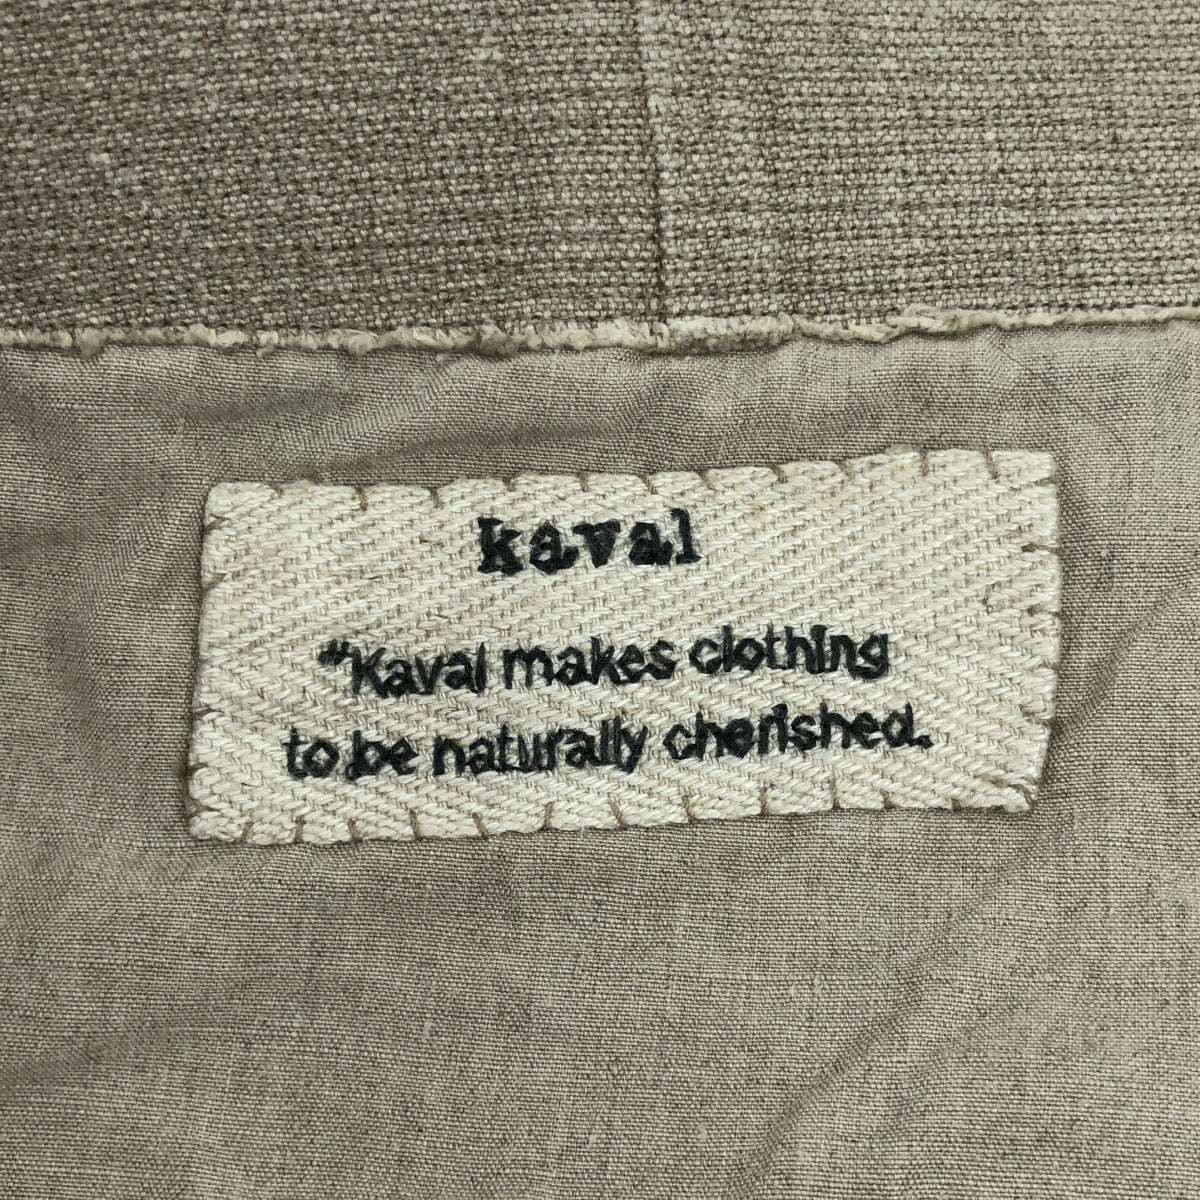 kaval
"Kaval makes clothing
to be naturally cherished.